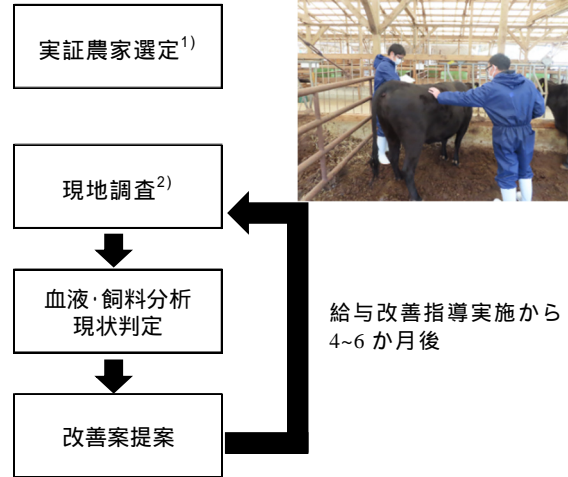 実証農家選定1)
現地調査2)
血液･飼料分析
現状判定
改善案提案
給与改善指導実施から
4~6 か月後